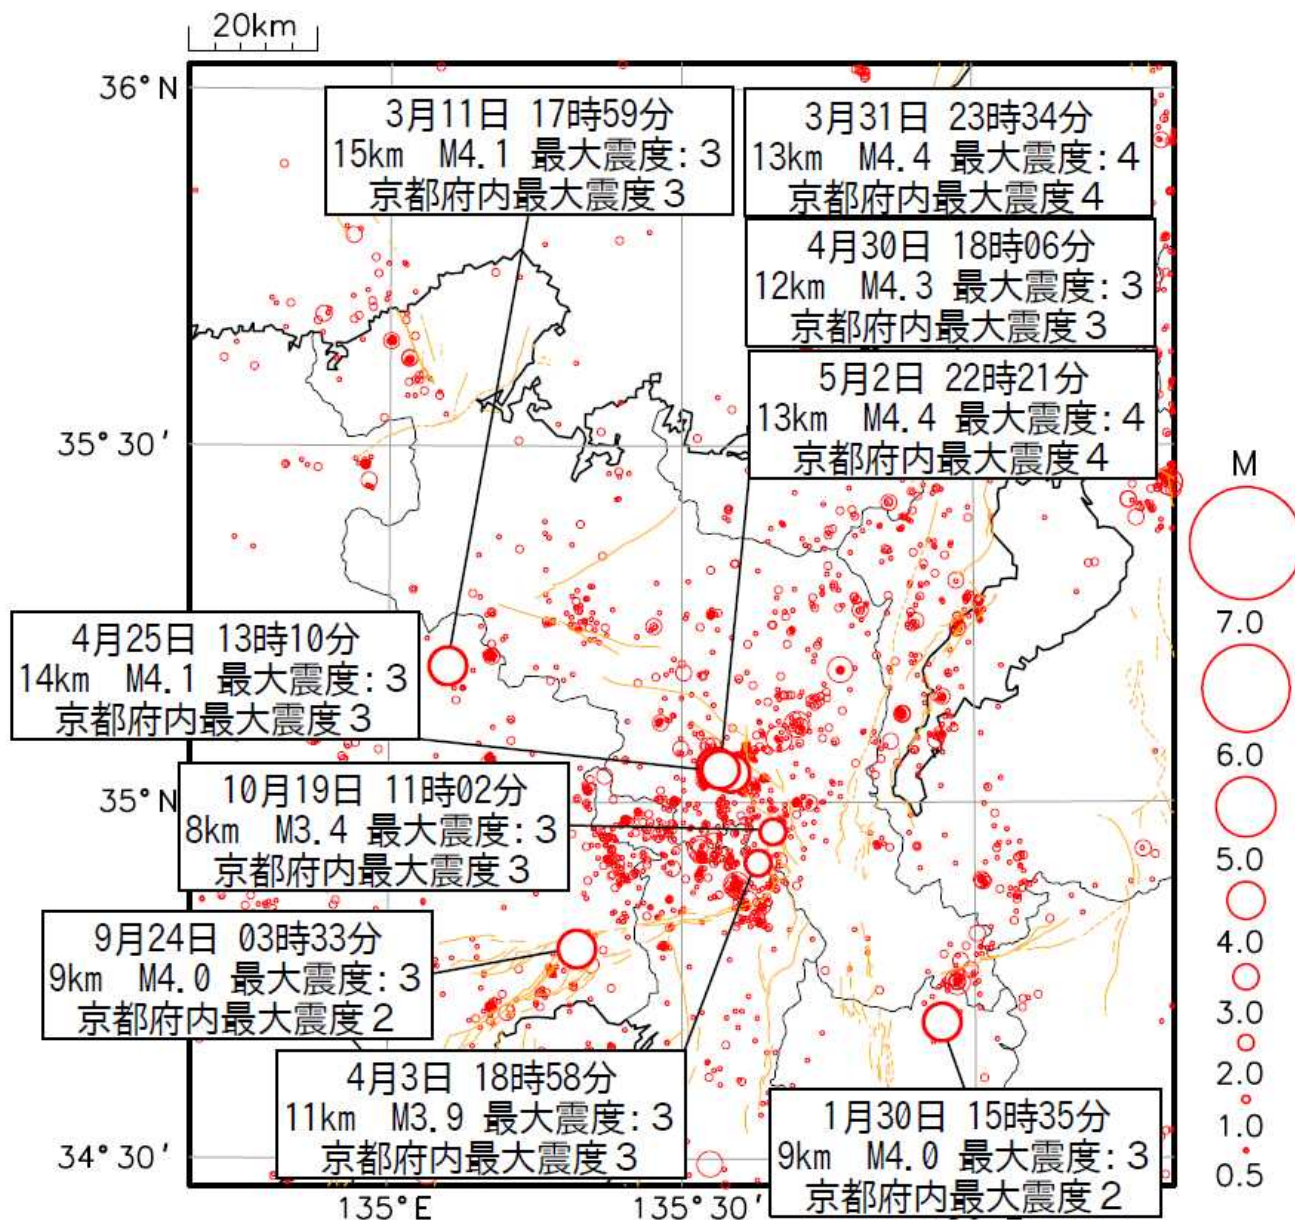 20km
36°N
3月11日 17時59分
15km M4.1 最大震度:3
京都府内最大震度3
3月31日 23時34分
13km M4.4 最大震度:4
京都府内最大震度4
4月30日 18時06分
12km M4.3 最大震度:3
京都府内最大震度3
5月2日 22時21分
13km M4.4 最大震度:4
京都府内最大震度4
35°30′
4月25日 13時10分
14km M4.1 最大震度:3
京都府内最大震度3
35°N
10月19日 11時02分
8km M3.4 最大震度:3
京都府内最大震度3
9月24日 03時33分
9km M4.0 最大震度:3
京都府内最大震度2
4月3日 18時58分
11km M3.9 最大震度:3
京都府内最大震度3
1月30日 15時35分
9km M4.0 最大震度:3
京都府内最大震度2
34°30′
135°E
135°30′
M
7.0
6.0
5.0
4.0
3.0
2.0
1.0
0.5